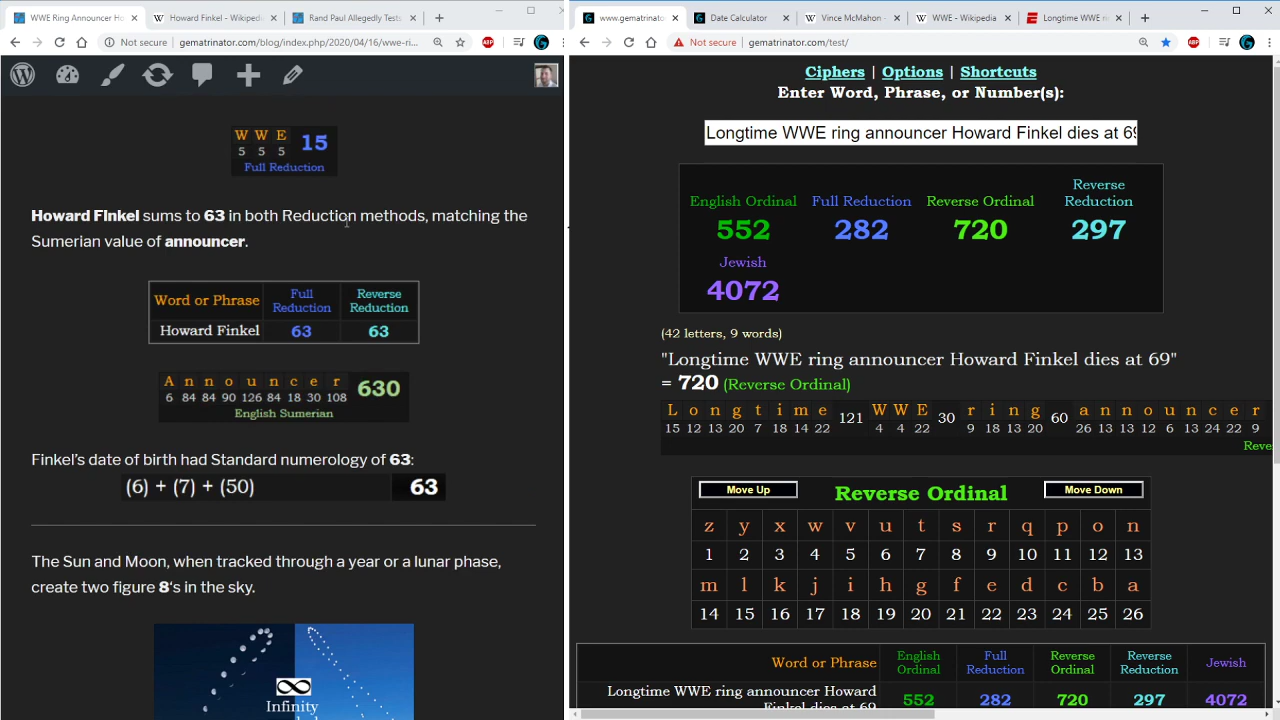 WWE Ring Announcer H
Howard Finkel - Wikiped
Rand Paul Allegedly Tests
Not secure | gematrinator.com/blog/index.php/2020/04/16/wwe-ri...
W W E 15
5 5 5
Full Reduction
Howard Finkel sums to 63 in both Reduction methods, matching the
Sumerian value of announcer.
Word or Phrase Full Reduction Reverse Reduction
Howard Finkel 63 63
A n n o u n c e r 630
6 84 84 90 126 84 18 30 108
English Sumerian
Finkel's date of birth had Standard numerology of 63:
(6) + (7) + (50) 63
The Sun and Moon, when tracked through a year or a lunar phase,
create two figure 8's in the sky.
Infinity
www.gematrinator.com
Date Calculator
Vince McMahon
WWE - Wikipedia
Longtime WWE rin
Not secure | gematrinator.com/test/
Ciphers | Options | Shortcuts
Enter Word, Phrase, or Number(s):
Longtime WWE ring announcer Howard Finkel dies at 69
English Ordinal Full Reduction Reverse Ordinal Reverse Reduction
552 282 720 297
Jewish
4072
(42 letters, 9 words)
"Longtime WWE ring announcer Howard Finkel dies at 69"
= 720 (Reverse Ordinal)
L o n g t i m e 121 W W E 30 r i n g 60 a n n o u n c e r
15 12 13 20 7 18 14 22 4 4 22 9 18 13 20 26 13 13 12 6 13 24 22 9
Reve
Move Up Reverse Ordinal Move Down
z y x w v u t s r q p o n
1 2 3 4 5 6 7 8 9 10 11 12 13
m l k j i h g f e d c b a
14 15 16 17 18 19 20 21 22 23 24 25 26
Word or Phrase English Ordinal Full Reduction Reverse Ordinal Reverse Reduction Jewish
Longtime WWE ring announcer Howard 552 282 720 297 4072
Finkel dies at 69